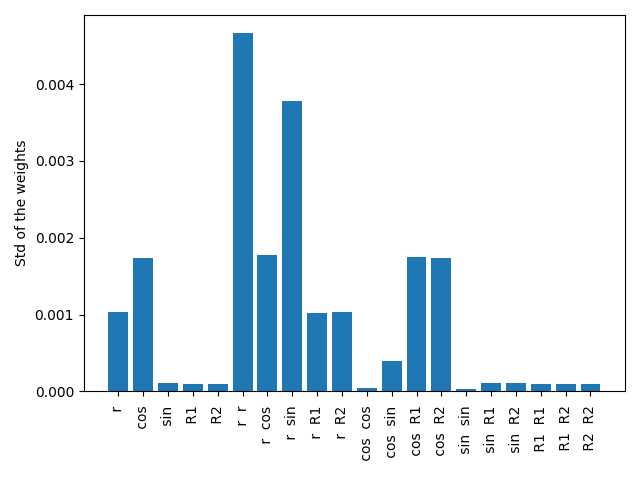 0.004
0.003
0.002
0.001
0.000
Std of the weights
r
cos
sin
R1
R2
r r
r cos
r sin
r R1
r R2
cos cos
cos sin
cos R1
cos R2
sin sin
sin R1
sin R2
R1 R1
R1 R2
R2 R2